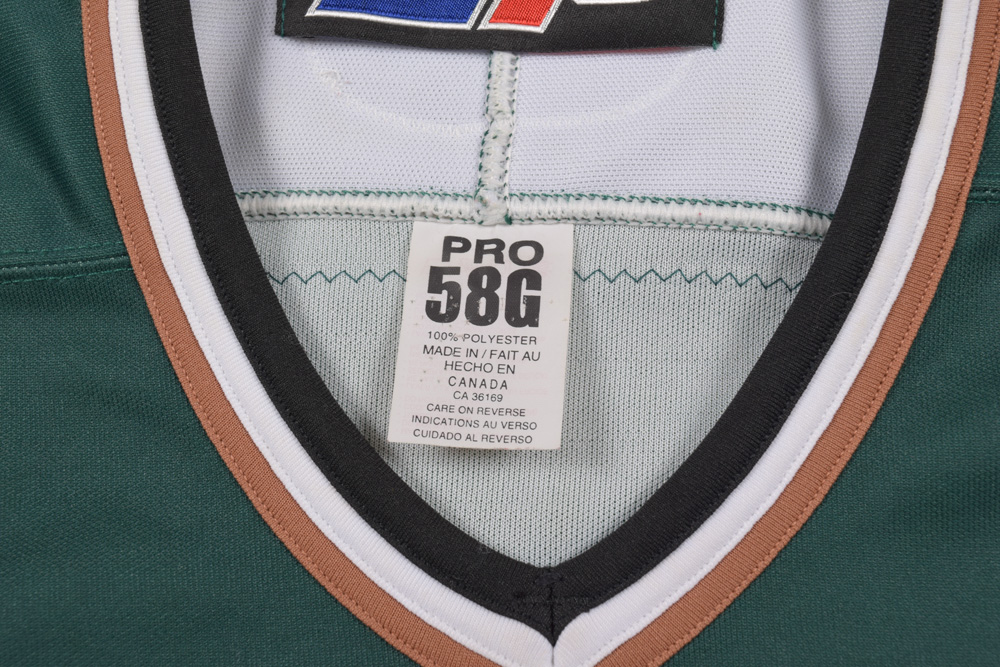 PRO
58G
100% POLYESTER
MADE IN / FAIT AU
HECHO EN
CANADA
CA 36169
CARE ON REVERSE
INDICATIONS AU VERSO
CUIDADO AL REVERSO